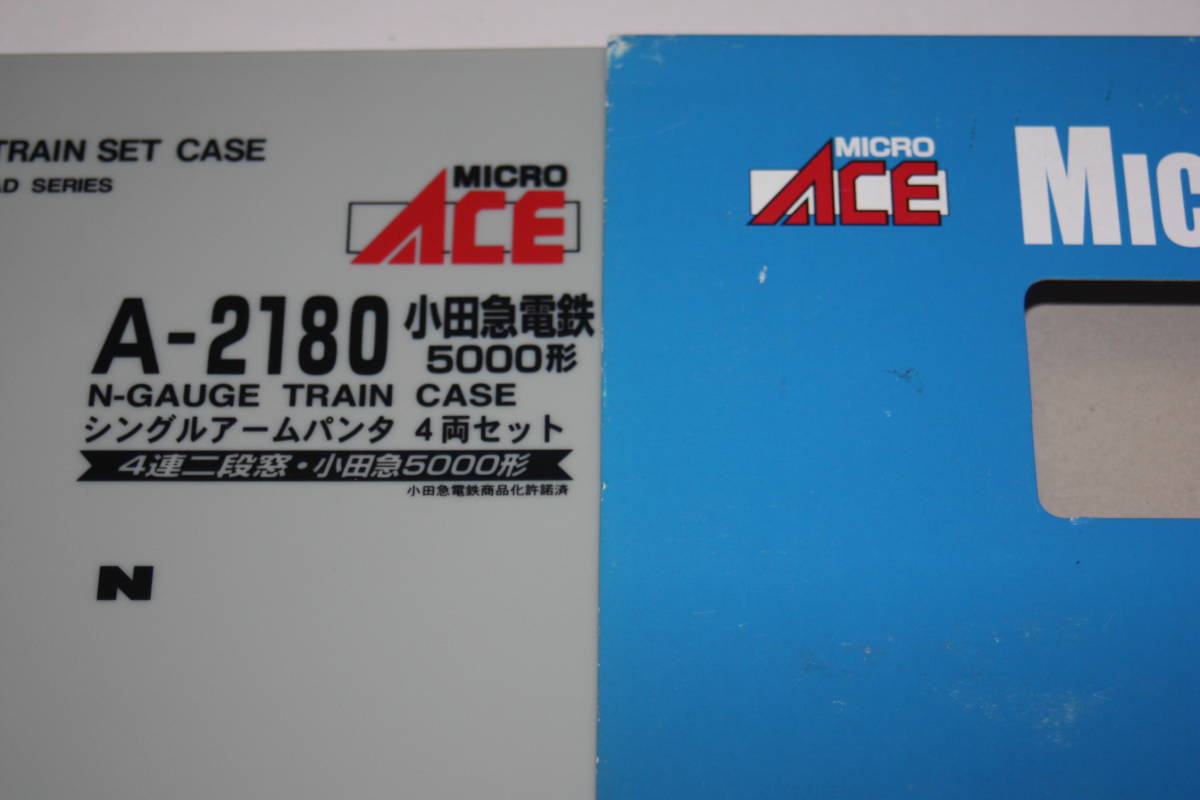 TRAIN SET CASE
SERIES
MICRO
ACE
A-2180 小田急電鉄
5000形
N-GAUGE TRAIN CASE
シングルアームパンタ 4両セット
4連二段窓・小田急5000形
小田急電鉄商品化許諾済
N
MICRO
ACE
MIC